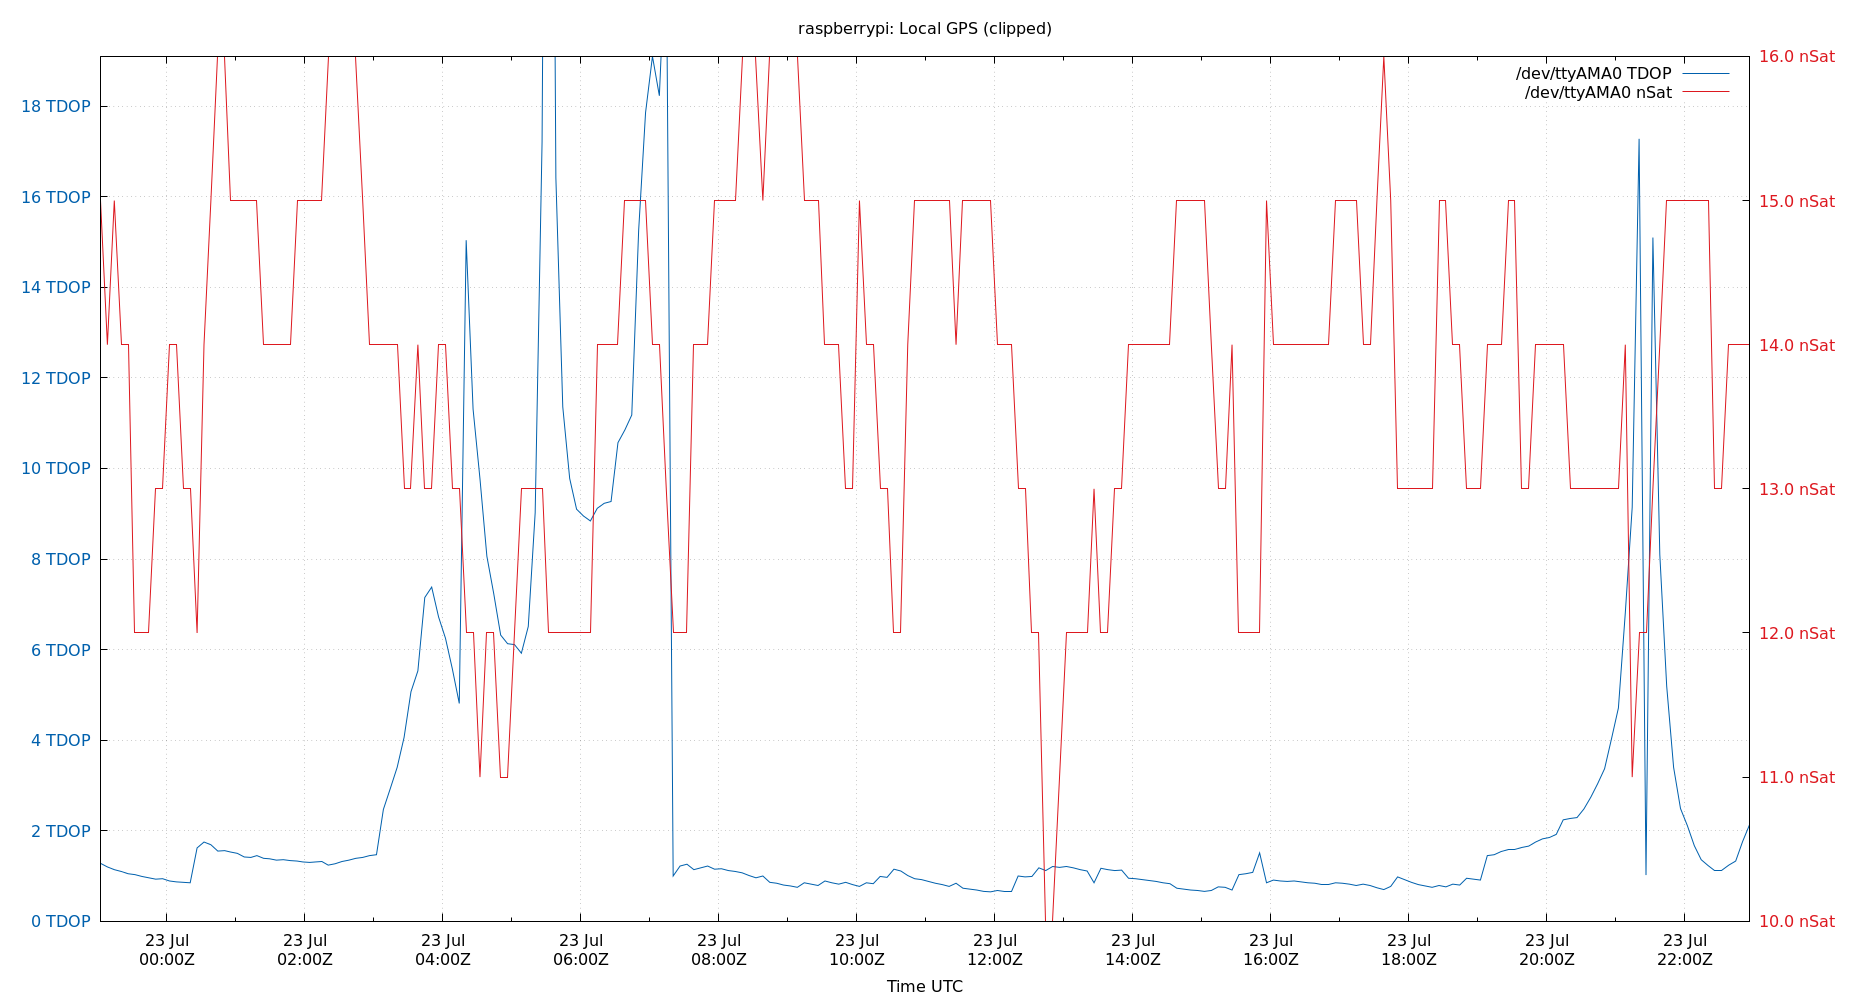 raspberrypi: Local GPS (clipped)
/dev/ttyAMA0 TDOP
/dev/ttyAMA0 nSat
18 TDOP
16 TDOP
14 TDOP
12 TDOP
10 TDOP
8 TDOP
6 TDOP
4 TDOP
2 TDOP
0 TDOP
16.0 nSat
15.0 nSat
14.0 nSat
13.0 nSat
12.0 nSat
11.0 nSat
10.0 nSat
23 Jul 23 Jul 23 Jul 23 Jul 23 Jul 23 Jul 23 Jul 23 Jul 23 Jul 23 Jul 23 Jul 23 Jul
00:00Z 02:00Z 04:00Z 06:00Z 08:00Z 10:00Z 12:00Z 14:00Z 16:00Z 18:00Z 20:00Z 22:00Z
Time UTC